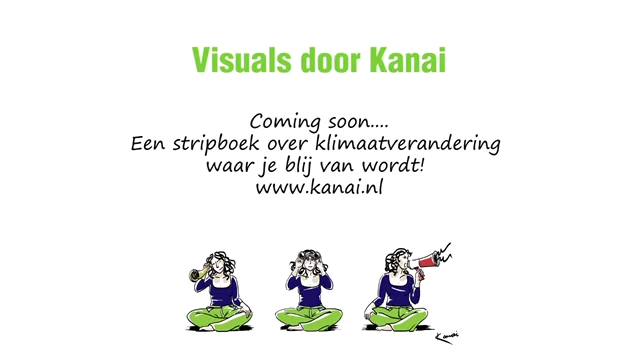 Visuals door Kanai
Coming soon....
Een stripboek over klimaatverandering
waar je blij van wordt!
www.kanai.nl
Kanai